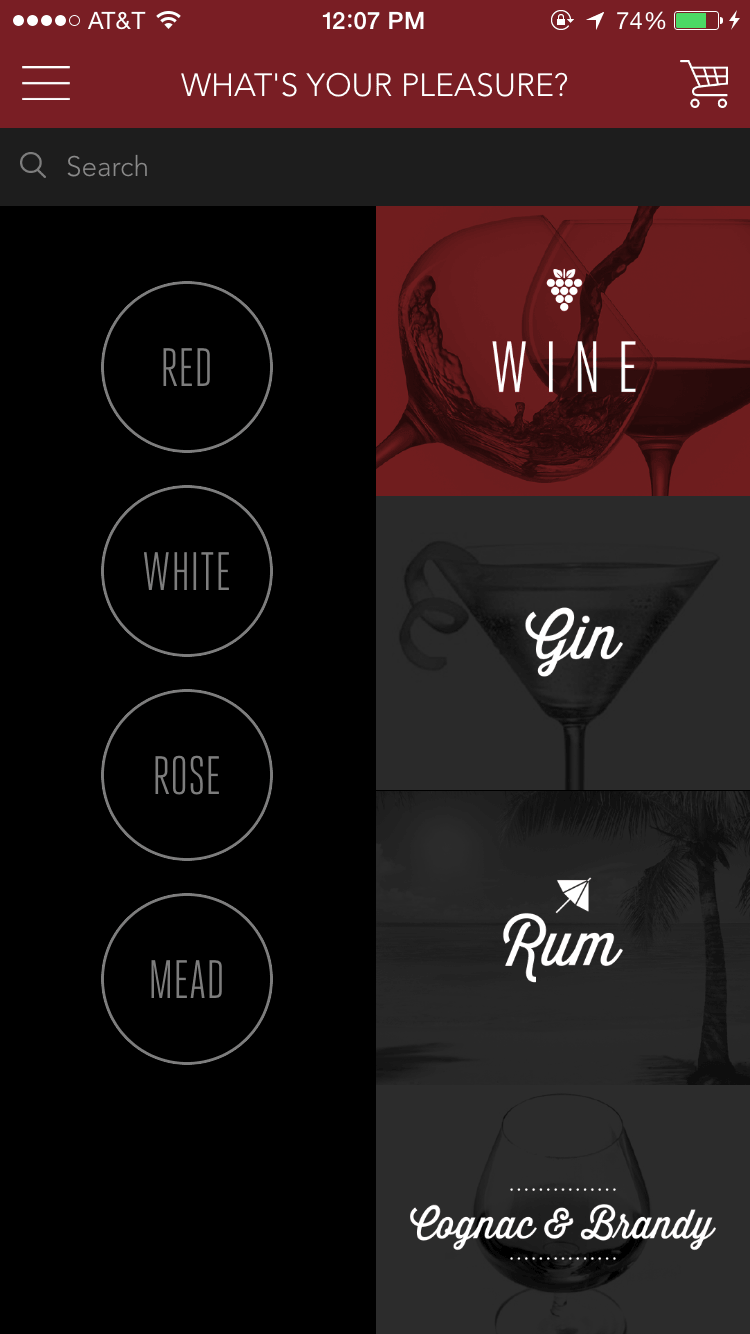 AT&T 12:07 PM 74%
WHAT'S YOUR PLEASURE?
Search
RED
WHITE
ROSE
MEAD
WINE
Gin
Rum
Cognac & Brandy